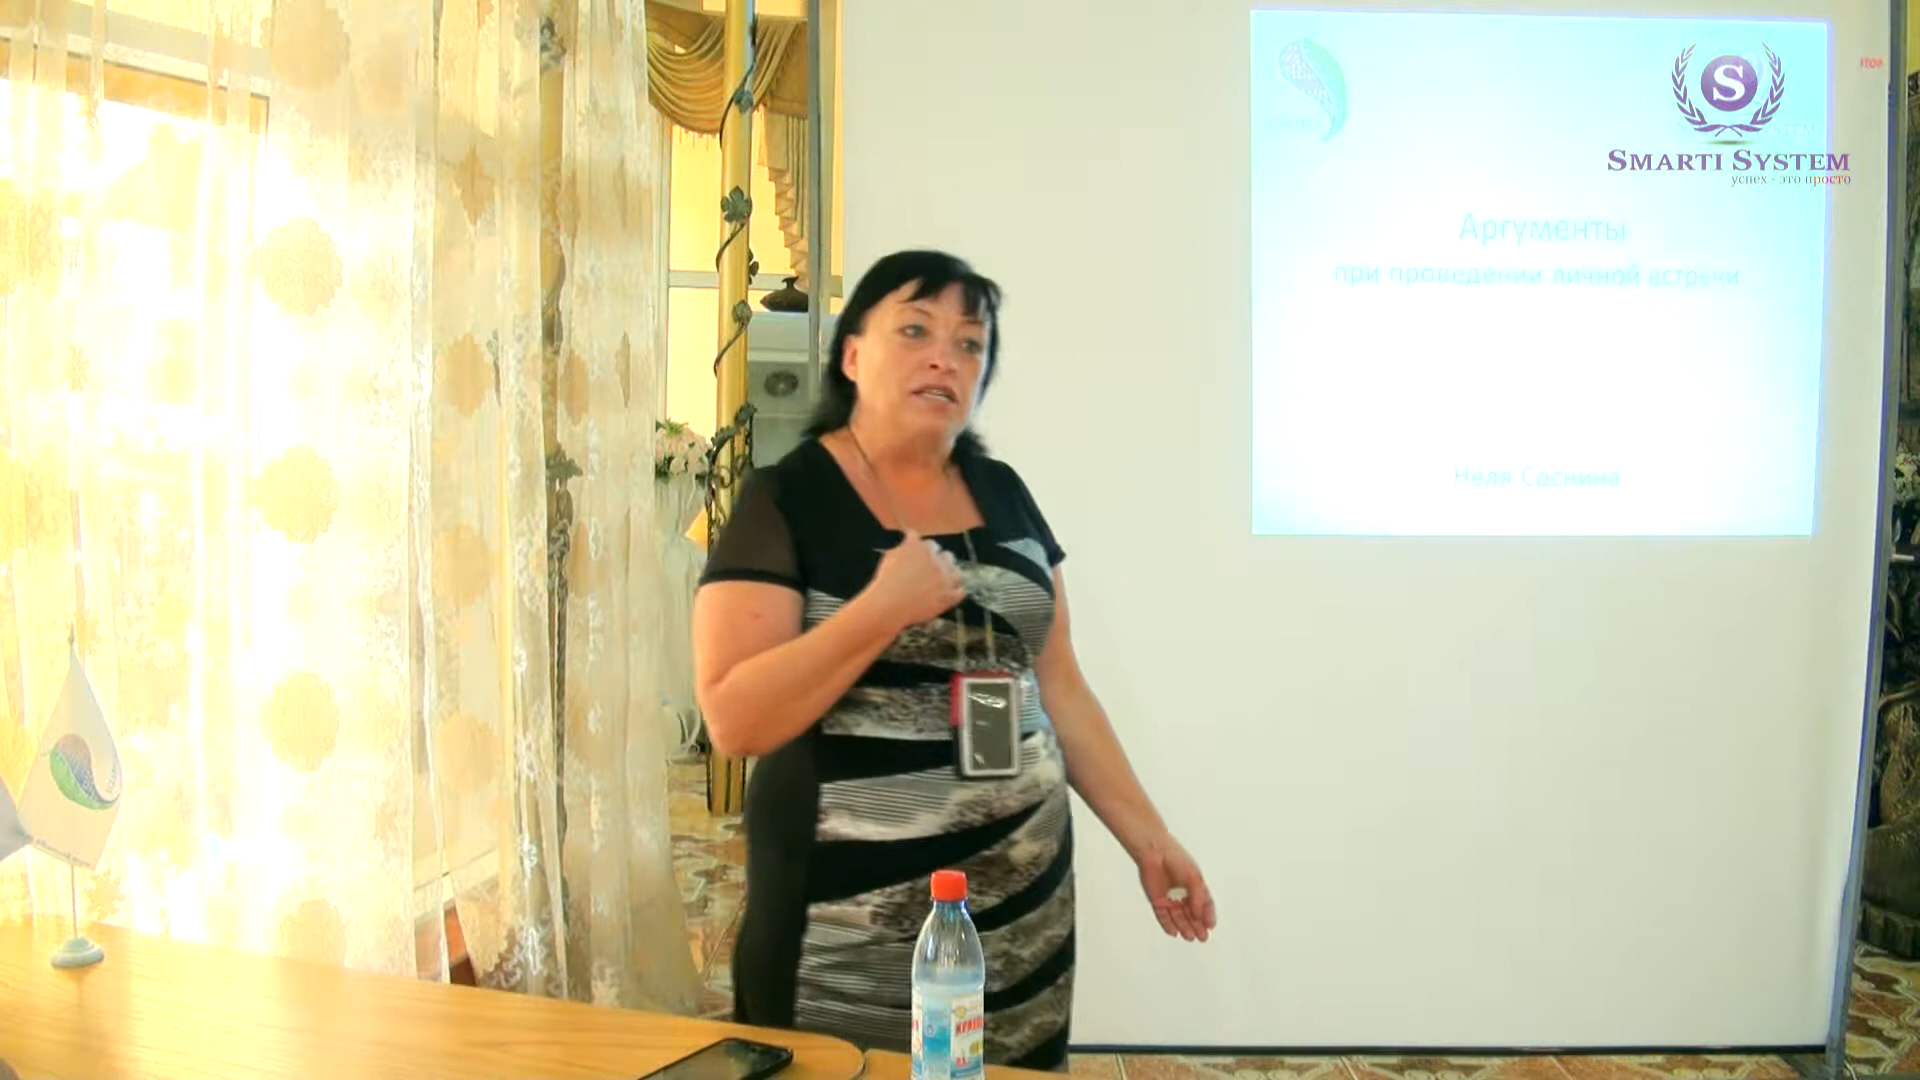 S
SMARTI SYSTEM
успех - это просто
Аргументы
при проведении личной встречи
Неля Соснина